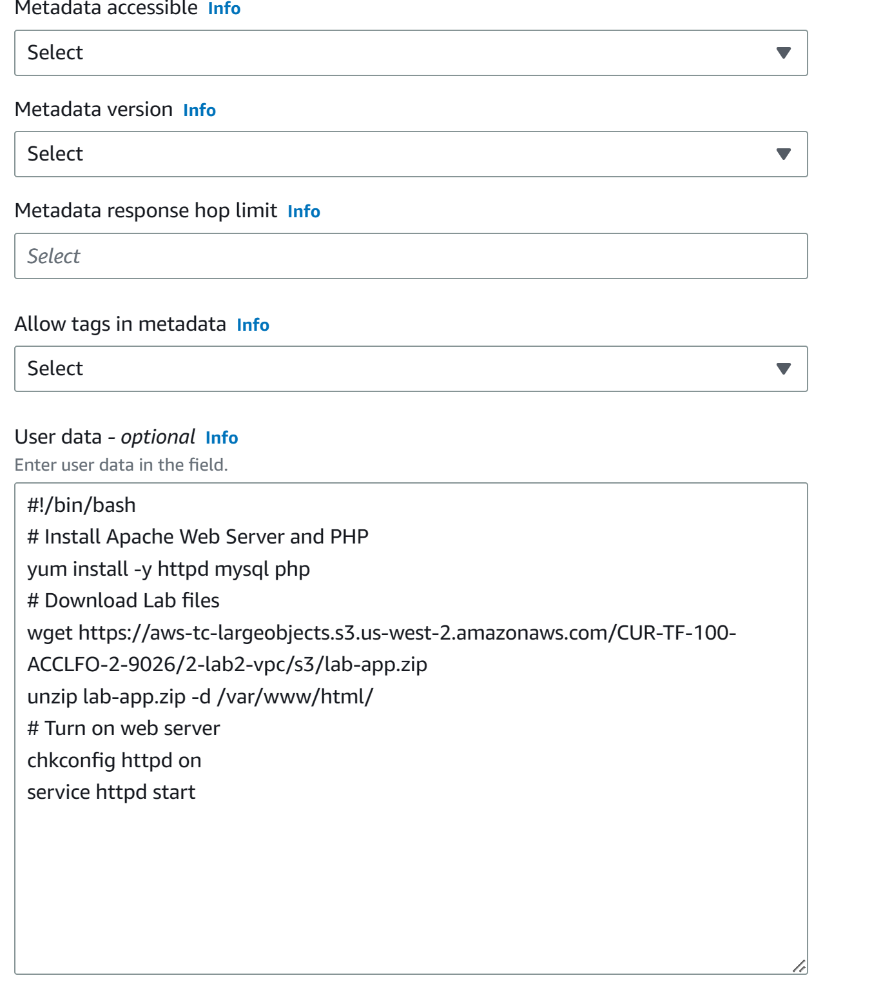 Metadata accessible Info
Select
Metadata version Info
Select
Metadata response hop limit Info
Select
Allow tags in metadata Info
Select
User data - optional Info
Enter user data in the field.
#!/bin/bash
# Install Apache Web Server and PHP
yum install -y httpd mysql php
# Download Lab files
wget https://aws-tc-largeobjects.s3.us-west-2.amazonaws.com/CUR-TF-100-
ACCLFO-2-9026/2-lab2-vpc/s3/lab-app.zip
unzip lab-app.zip -d /var/www/html/
# Turn on web server
chkconfig httpd on
service httpd start